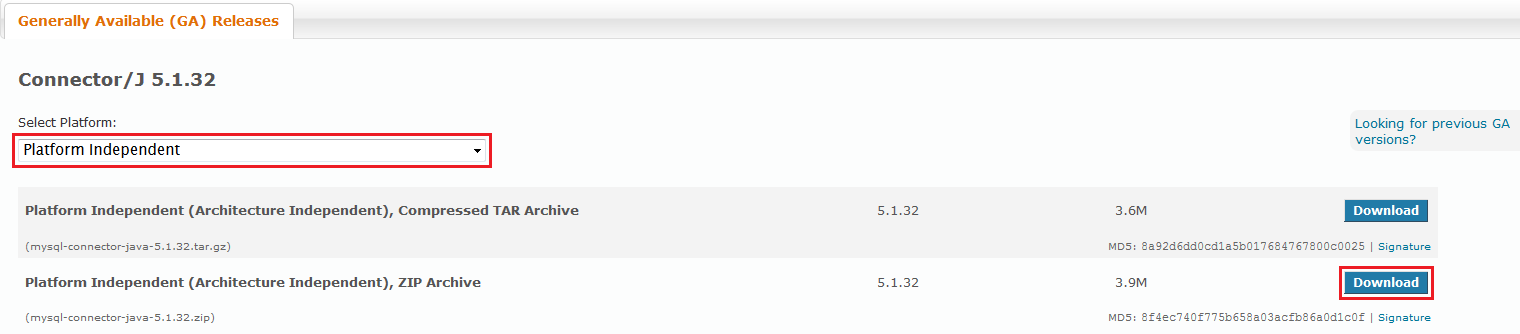 Generally Available (GA) Releases
Connector/J 5.1.32
Select Platform:
Looking for previous GA
versions?
Platform Independent
Platform Independent (Architecture Independent), Compressed TAR Archive 5.1.32 3.6M Download
(mysql-connector-java-5.1.32.tar.gz) MD5: 8a92d6dd0cd1a5b017684767800c0025 | Signature
Platform Independent (Architecture Independent), ZIP Archive 5.1.32 3.9M Download
(mysql-connector-java-5.1.32.zip) MD5: 8f4ec740f775b658a03acfb86a0d1c0f | Signature